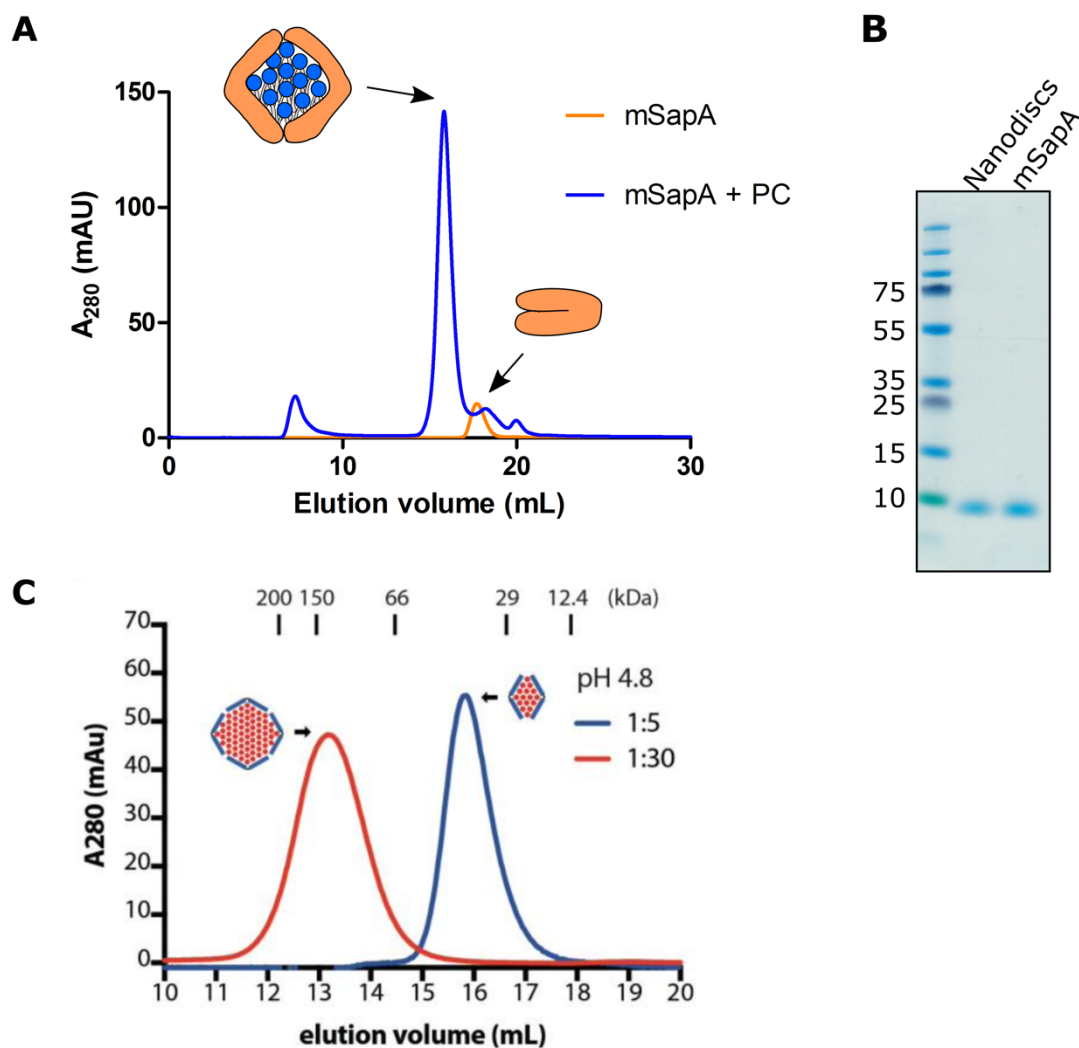 A
150
100
50
0
A280 (mAU)
mSapA
mSapA + PC
0 10 20 30
Elution volume (mL)
B
Nanodiscs
mSapA
75
55
35
25
15
10
C
200 150 66 29 12.4 (kDa)
70
60
50
40
30
20
10
0
A280 (mAu)
pH 4.8
1:5
1:30
10 11 12 13 14 15 16 17 18 19 20
elution volume (mL)